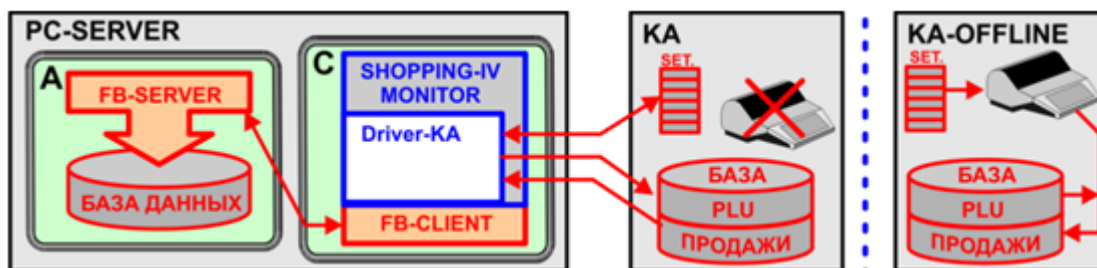 PC-SERVER
A
FB-SERVER
БАЗА ДАННЫХ
C
SHOPPING-IV
MONITOR
Driver-KA
FB-CLIENT
KA
SET.
БАЗА
PLU
ПРОДАЖИ
KA-OFFLINE
SET.
БАЗА
PLU
ПРОДАЖИ